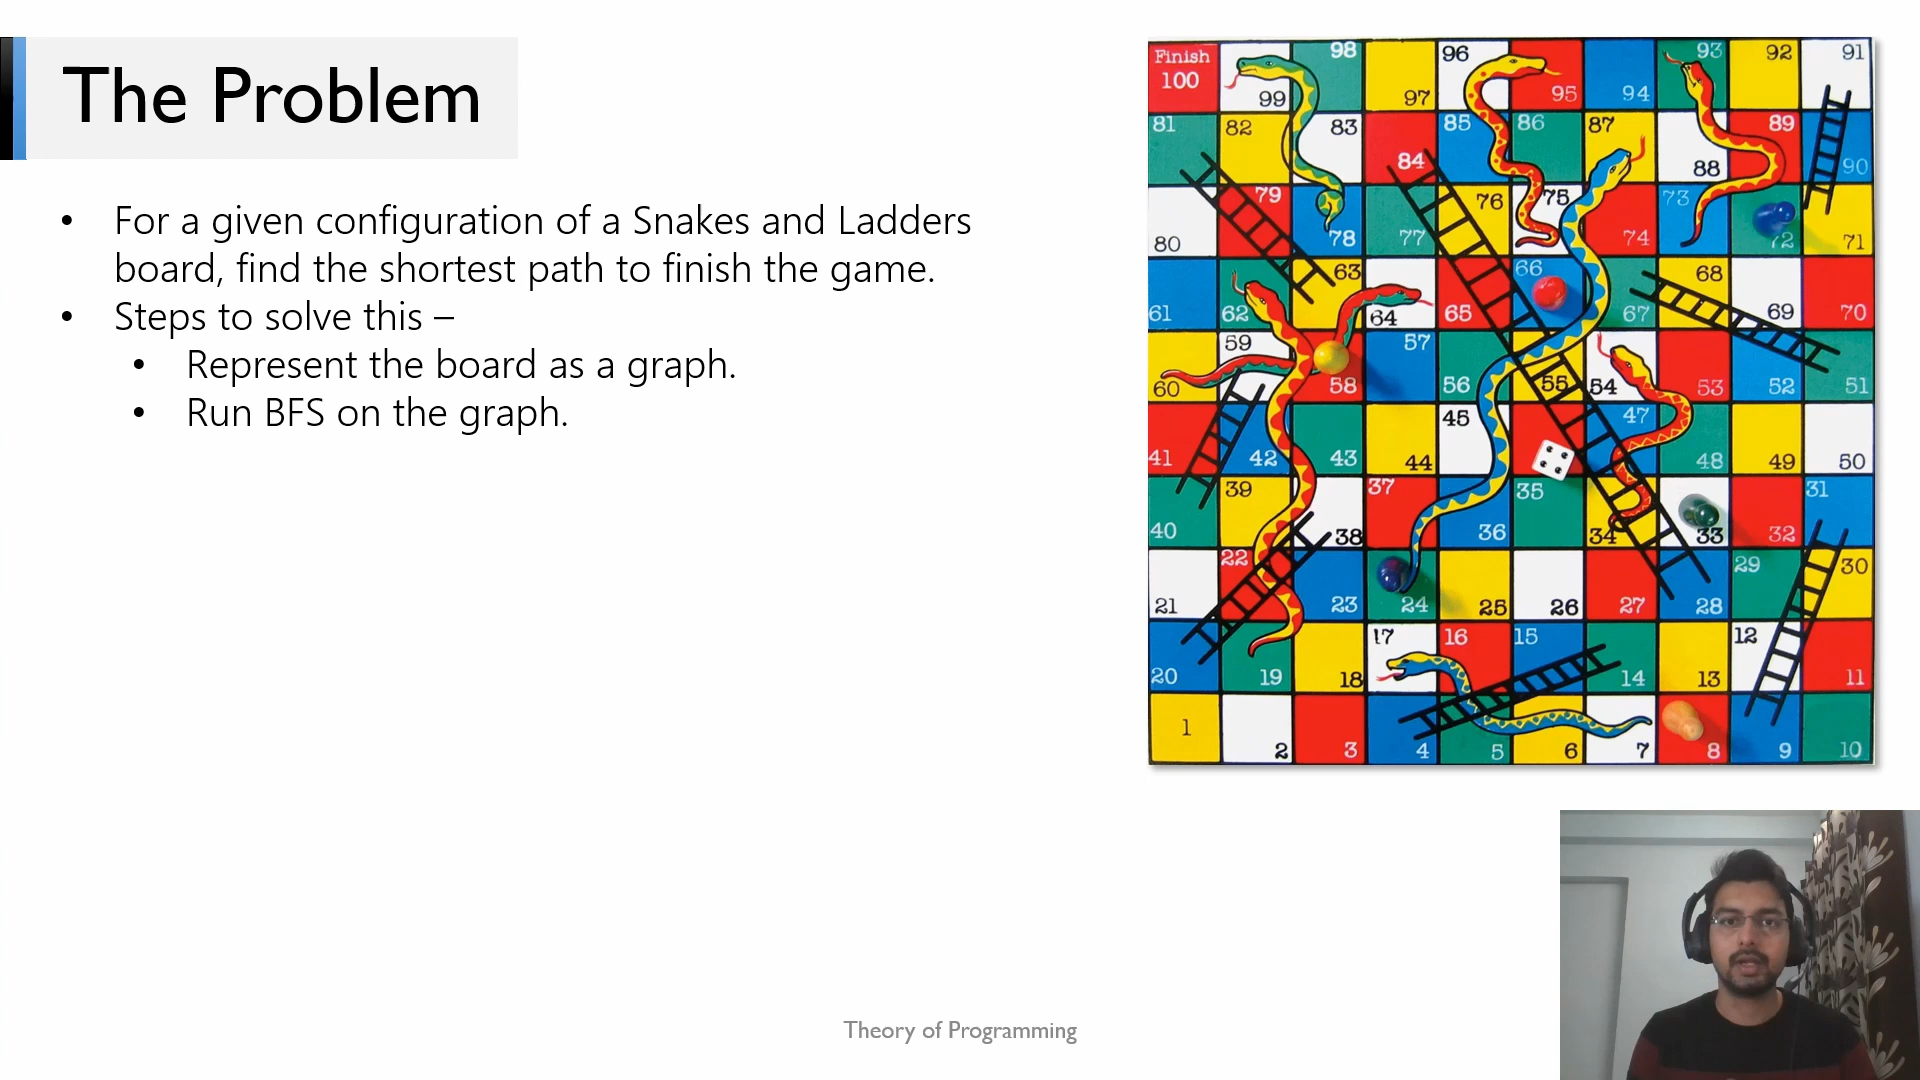 The Problem
• For a given configuration of a Snakes and Ladders
board, find the shortest path to finish the game.
• Steps to solve this –
• Represent the board as a graph.
• Run BFS on the graph.
Finish
100 99 98 97 96 95 94 93 92 91
81 82 83 84 85 86 87 88 89 90
80 79 78 77 76 75 74 73 72 71
61 62 63 64 65 66 67 68 69 70
60 59 58 57 56 55 54 53 52 51
41 42 43 44 45 47 48 49 50
40 39 38 37 36 35 34 33 32 31
21 22 23 24 25 26 27 28 29 30
20 19 18 17 16 15 14 13 12 11
1 2 3 4 5 6 7 8 9 10
Theory of Programming